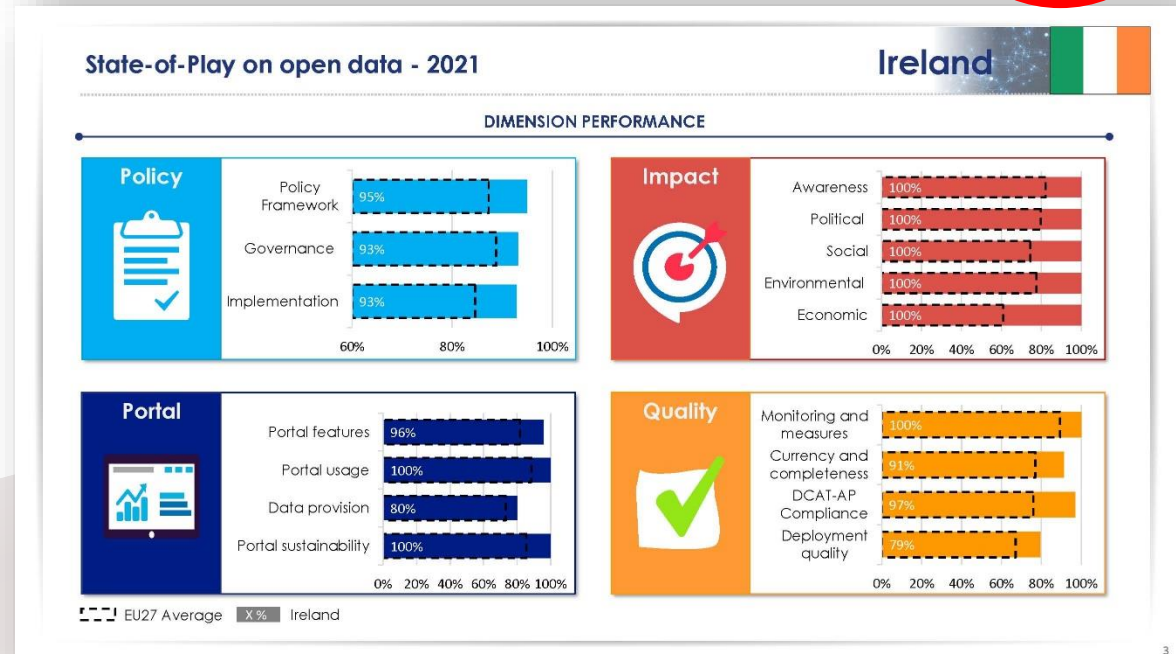 State-of-Play on open data - 2021
Ireland
DIMENSION PERFORMANCE
Policy
Policy
Framework
95%
Governance
93%
Implementation
93%
60% 80% 100%
Impact
Awareness
100%
Political
100%
Social
100%
Environmental
100%
Economic
100%
0% 20% 40% 60% 80% 100%
Portal
Portal features
96%
Portal usage
100%
Data provision
80%
Portal sustainability
100%
0% 20% 40% 60% 80% 100%
Quality
Monitoring and
measures
100%
Currency and
completeness
91%
DCAT-AP
Compliance
97%
Deployment
quality
79%
0% 20% 40% 60% 80% 100%
EU27 Average X % Ireland
3